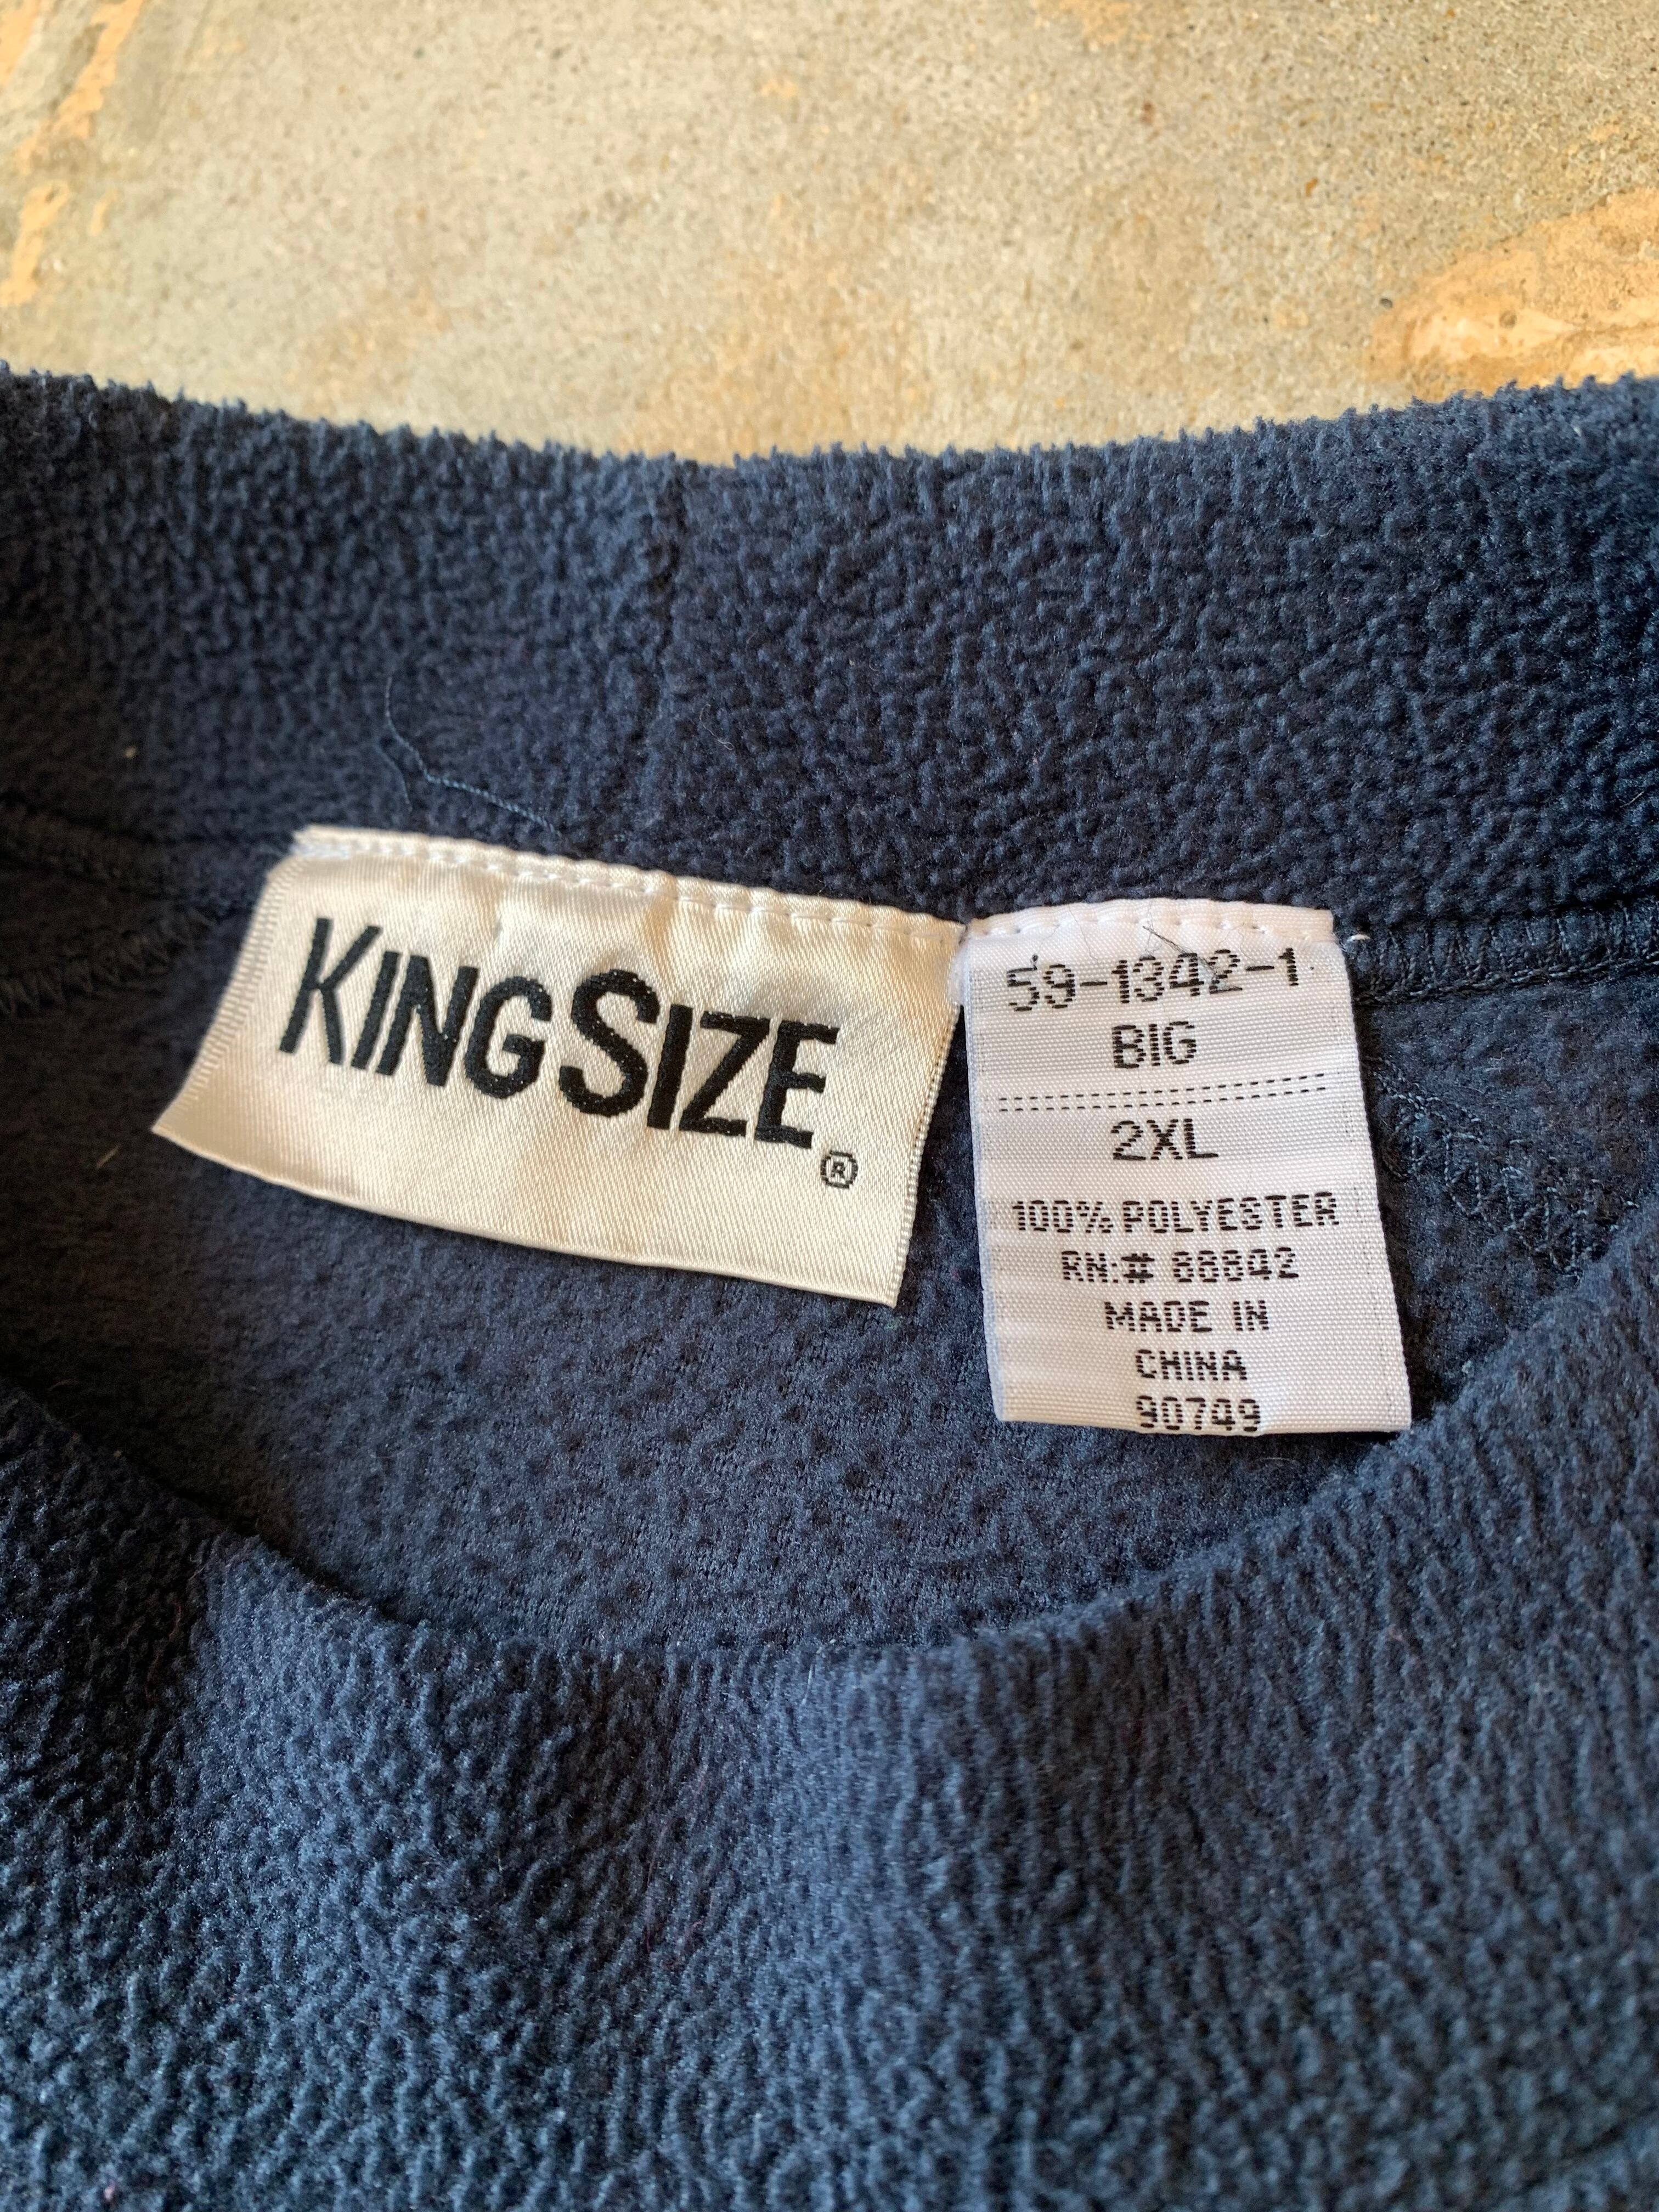 KINGSIZE®
59-1342-1
BIG
2XL
100% POLYESTER
RN:# 88842
MADE IN
CHINA
90749